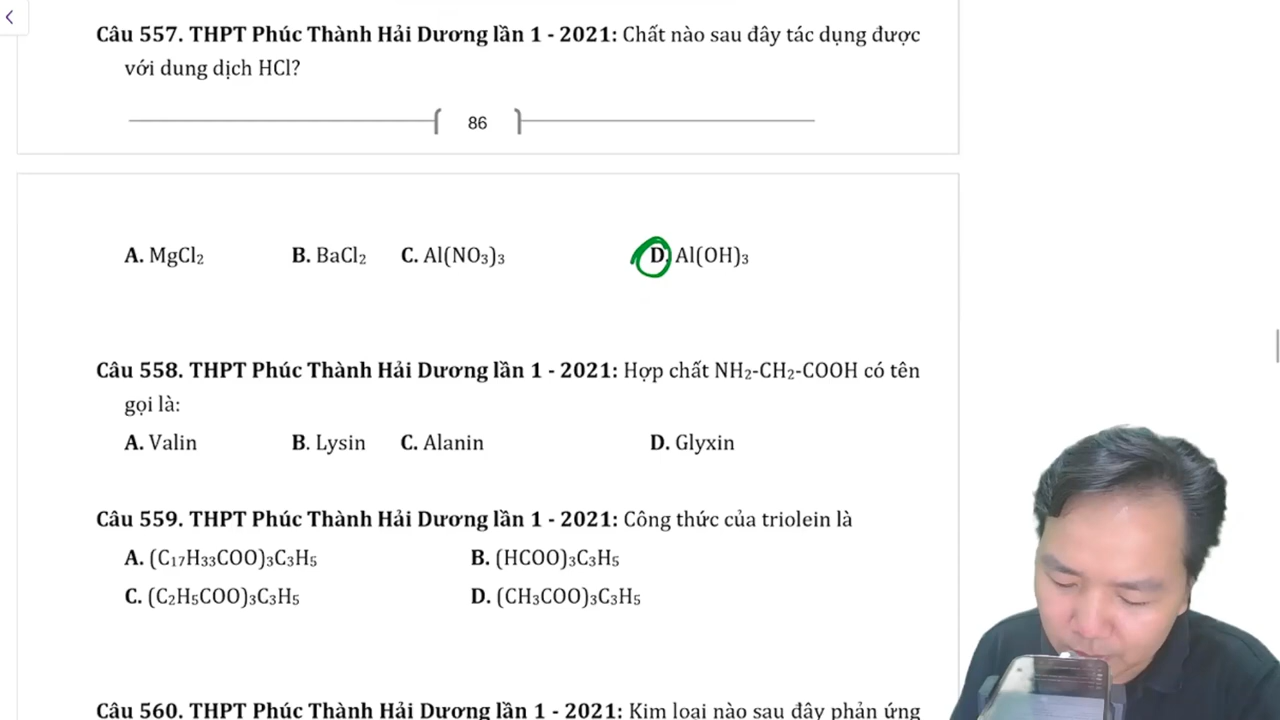 Câu 557. THPT Phúc Thành Hải Dương lần 1 - 2021: Chất nào sau đây tác dụng được
với dung dịch HCl?
86
A. MgCl₂ B. BaCl₂ C. Al(NO₃)₃ D. Al(OH)₃
Câu 558. THPT Phúc Thành Hải Dương lần 1 - 2021: Hợp chất NH₂-CH₂-COOH có tên
gọi là:
A. Valin B. Lysin C. Alanin D. Glyxin
Câu 559. THPT Phúc Thành Hải Dương lần 1 - 2021: Công thức của triolein là
A. (C₁₇H₃₃COO)₃C₃H₅ B. (HCOO)₃C₃H₅
C. (C₂H₅COO)₃C₃H₅ D. (CH₃COO)₃C₃H₅
Câu 560. THPT Phúc Thành Hải Dương lần 1 - 2021: Kim loại nào sau đây phản ứng